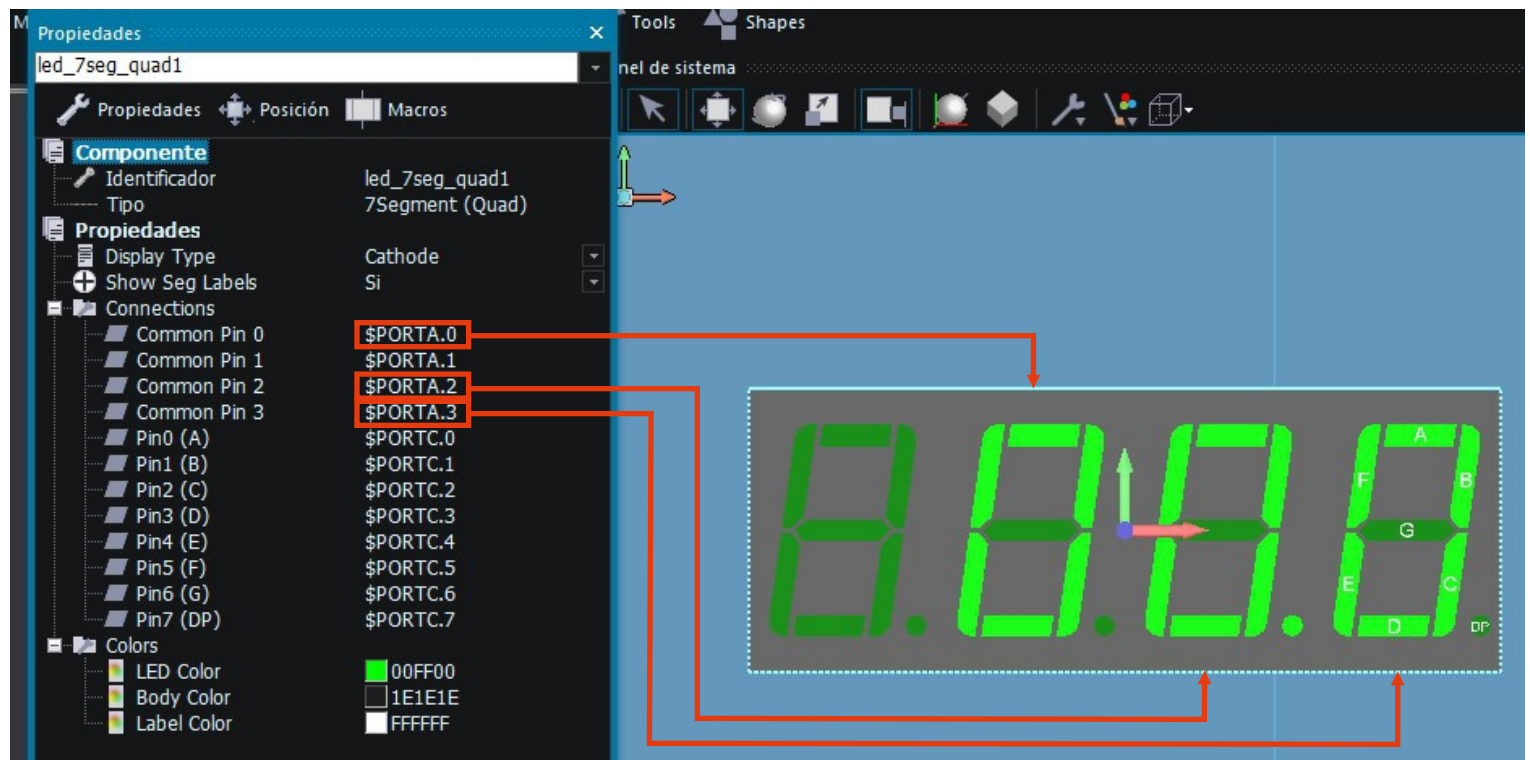 M
Propiedades
Tools
Shapes
led_7seg_quad1
nel de sistema
Propiedades Posición Macros
Componente
Identificador led_7seg_quad1
Tipo 7Segment (Quad)
Propiedades
Display Type Cathode
Show Seg Labels Si
Connections
Common Pin 0 $PORTA.0
Common Pin 1 $PORTA.1
Common Pin 2 $PORTA.2
Common Pin 3 $PORTA.3
Pin0 (A) $PORTC.0
Pin1 (B) $PORTC.1
Pin2 (C) $PORTC.2
Pin3 (D) $PORTC.3
Pin4 (E) $PORTC.4
Pin5 (F) $PORTC.5
Pin6 (G) $PORTC.6
Pin7 (DP) $PORTC.7
Colors
LED Color 00FF00
Body Color 1E1E1E
Label Color FFFFFF
A
F B
G
E C
D DP